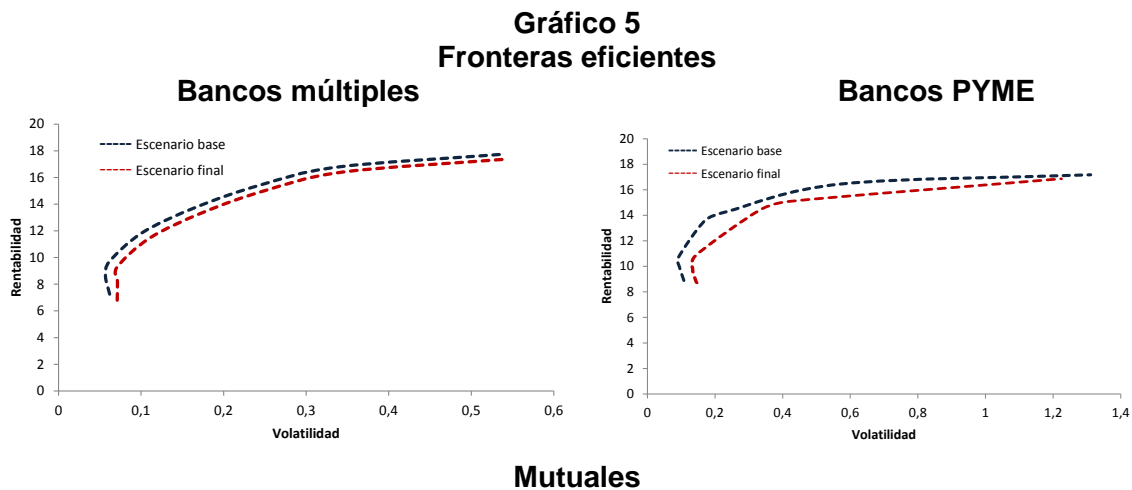 Gráfico 5
Fronteras eficientes
Bancos múltiples
20
18
16
14
12
10
8
6
4
2
0
Rentabilidad
Escenario base
Escenario final
0
0,1
0,2
0,3
0,4
0,5
0,6
Volatilidad
Bancos PYME
20
18
16
14
12
10
8
6
4
2
0
Rentabilidad
Escenario base
Escenario final
0
0,2
0,4
0,6
0,8
1
1,2
1,4
Volatilidad
Mutuales